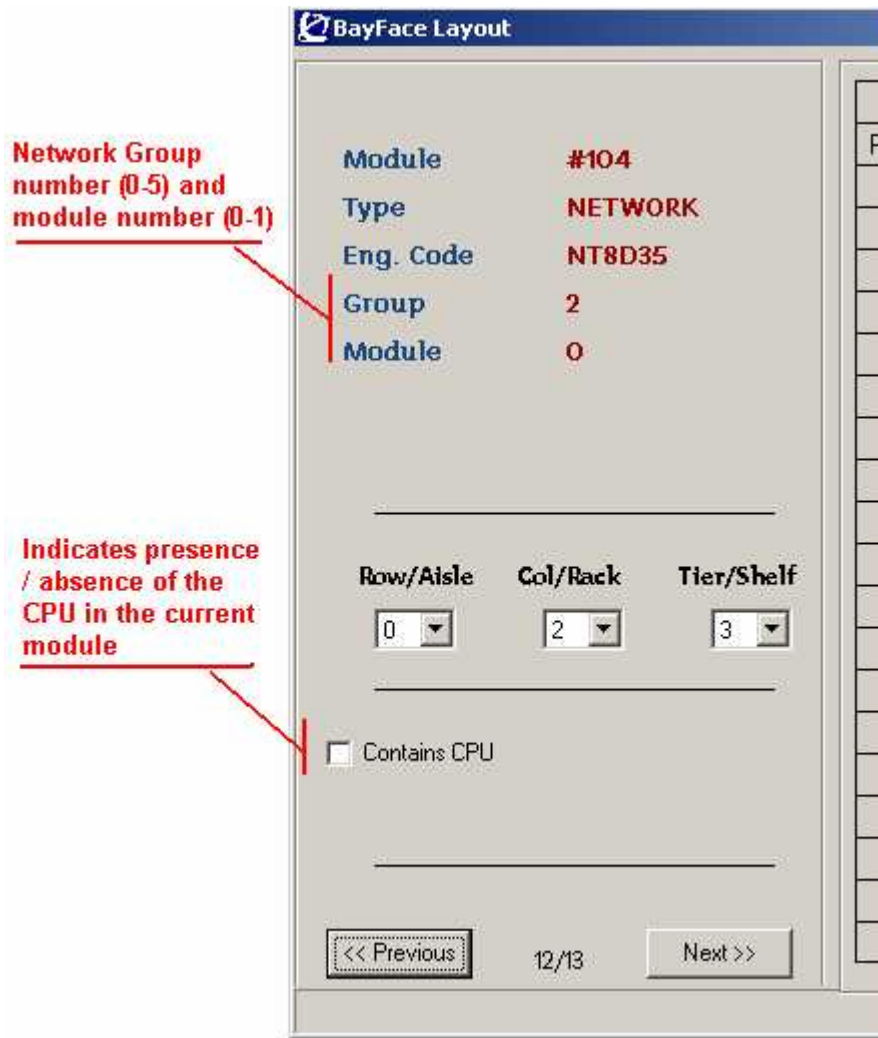 BayFace Layout
Network Group
number (0-5) and
module number (0-1)
Module #104
Type NETWORK
Eng. Code NT8D35
Group 2
Module 0
Indicates presence
/ absence of the
CPU in the current
module
Row/Aisle Col/Rack Tier/Shelf
0 2 3
Contains CPU
<< Previous 12/13 Next >>